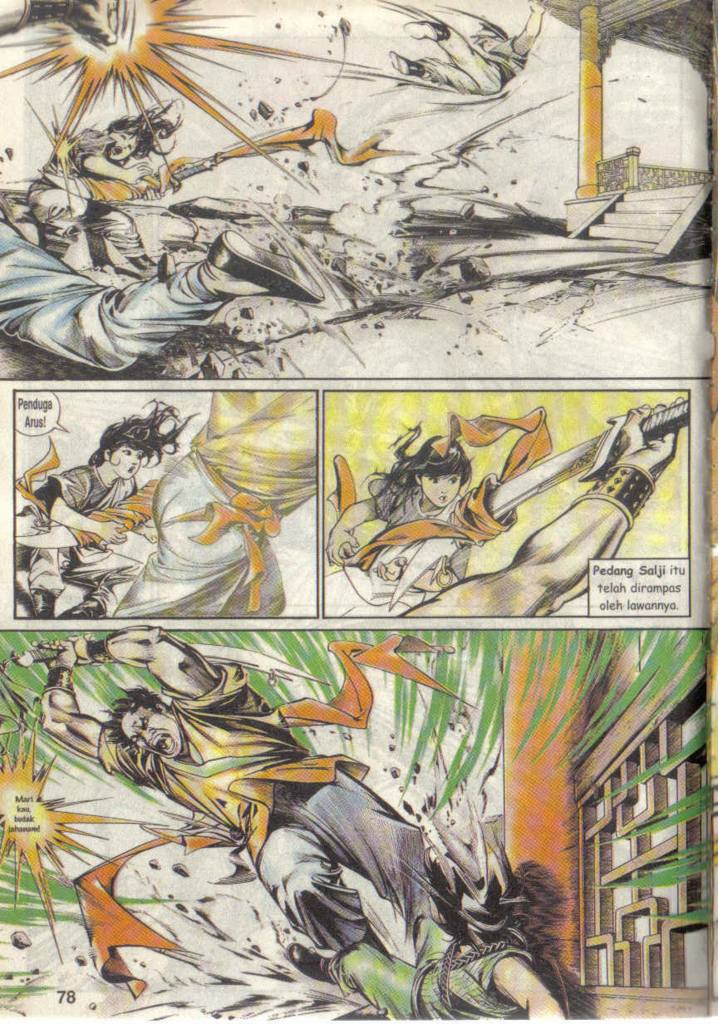 Penduga
Arus!
Pedang Salji itu
telah dirampas
oleh lawannya.
Mari
kau,
budak
jahanam!
78